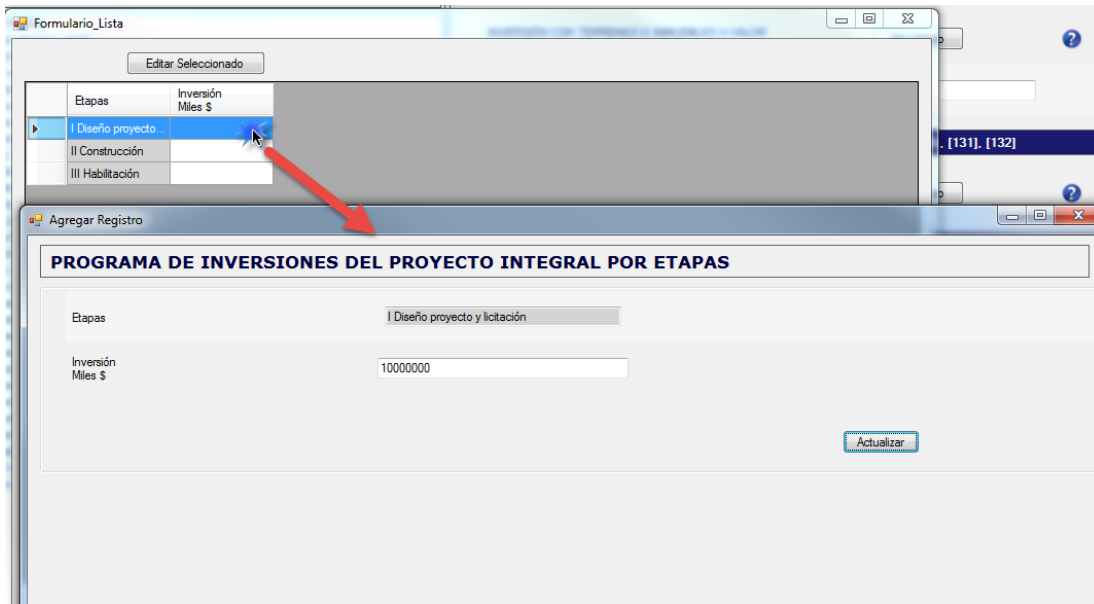 Formulario_Lista
Editar Seleccionado
Etapas
Inversión
Miles $
I Diseño proyecto...
II Construcción
III Habilitación
. [131]. [132]
Agregar Registro
PROGRAMA DE INVERSIONES DEL PROYECTO INTEGRAL POR ETAPAS
Etapas
I Diseño proyecto y licitación
Inversión
Miles $
10000000
Actualizar